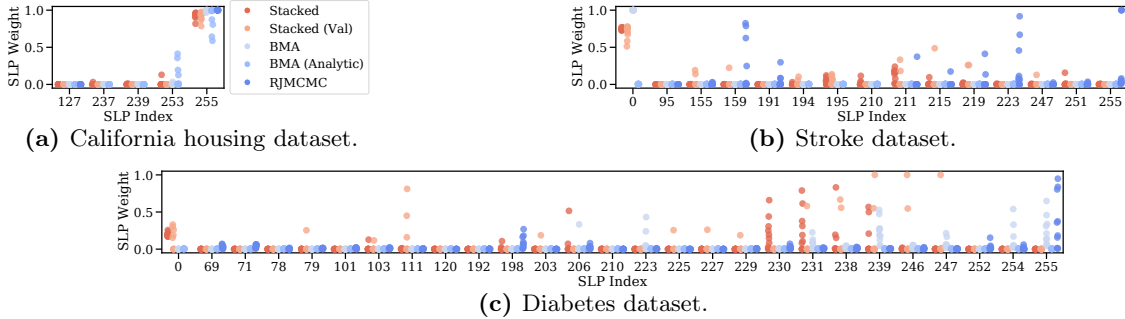 SLP Weight
1.0
0.5
0.0
127 237 239 253 255
SLP Index
Stacked
Stacked (Val)
BMA
BMA (Analytic)
RJMCMC
(a) California housing dataset.
SLP Weight
1.0
0.5
0.0
0 95 155 159 191 194 195 210 211 215 219 223 247 251 255
SLP Index
(b) Stroke dataset.
SLP Weight
1.0
0.5
0.0
0 69 71 78 79 101 103 111 120 192 198 203 206 210 223 225 227 229 230 231 238 239 246 247 252 254 255
SLP Index
(c) Diabetes dataset.